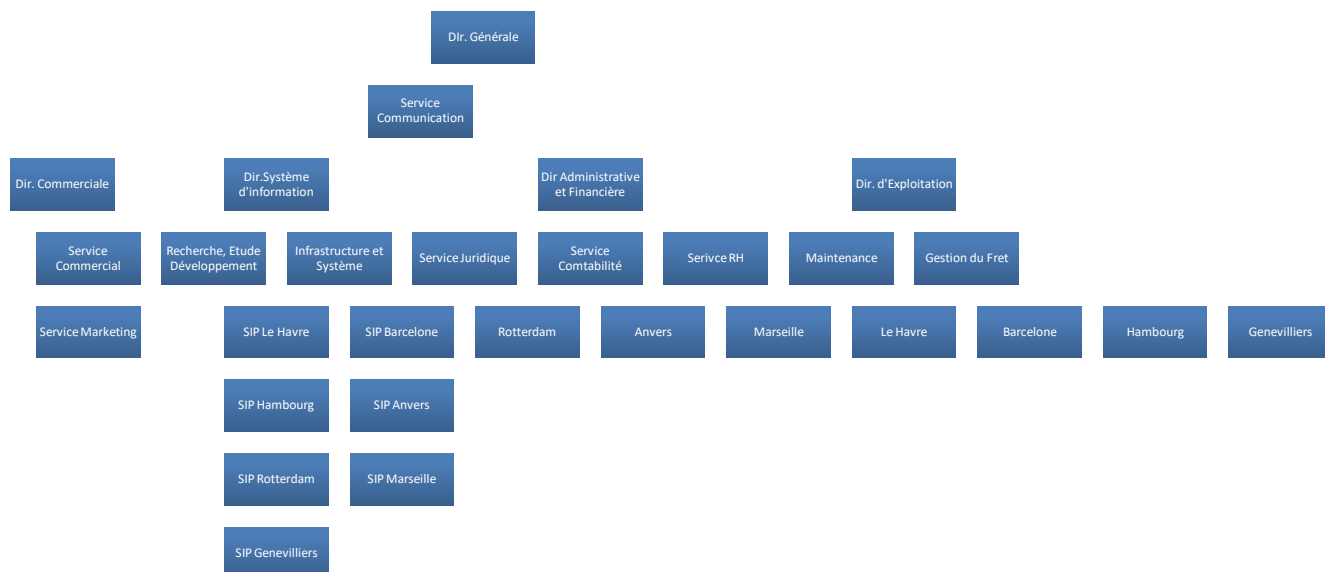 DIr. Générale
Service
Communication
Dir. Commerciale
Dir.Système
d'information
Dir Administrative
et Financière
Dir. d'Exploitation
Service
Commercial
Recherche, Etude
Développement
Infrastructure et
Système
Service Juridique
Service
Comtabilité
Serivce RH
Maintenance
Gestion du Fret
Service Marketing
SIP Le Havre
SIP Barcelone
Rotterdam
Anvers
Marseille
Le Havre
Barcelone
Hambourg
Genevilliers
SIP Hambourg
SIP Anvers
SIP Rotterdam
SIP Marseille
SIP Genevilliers